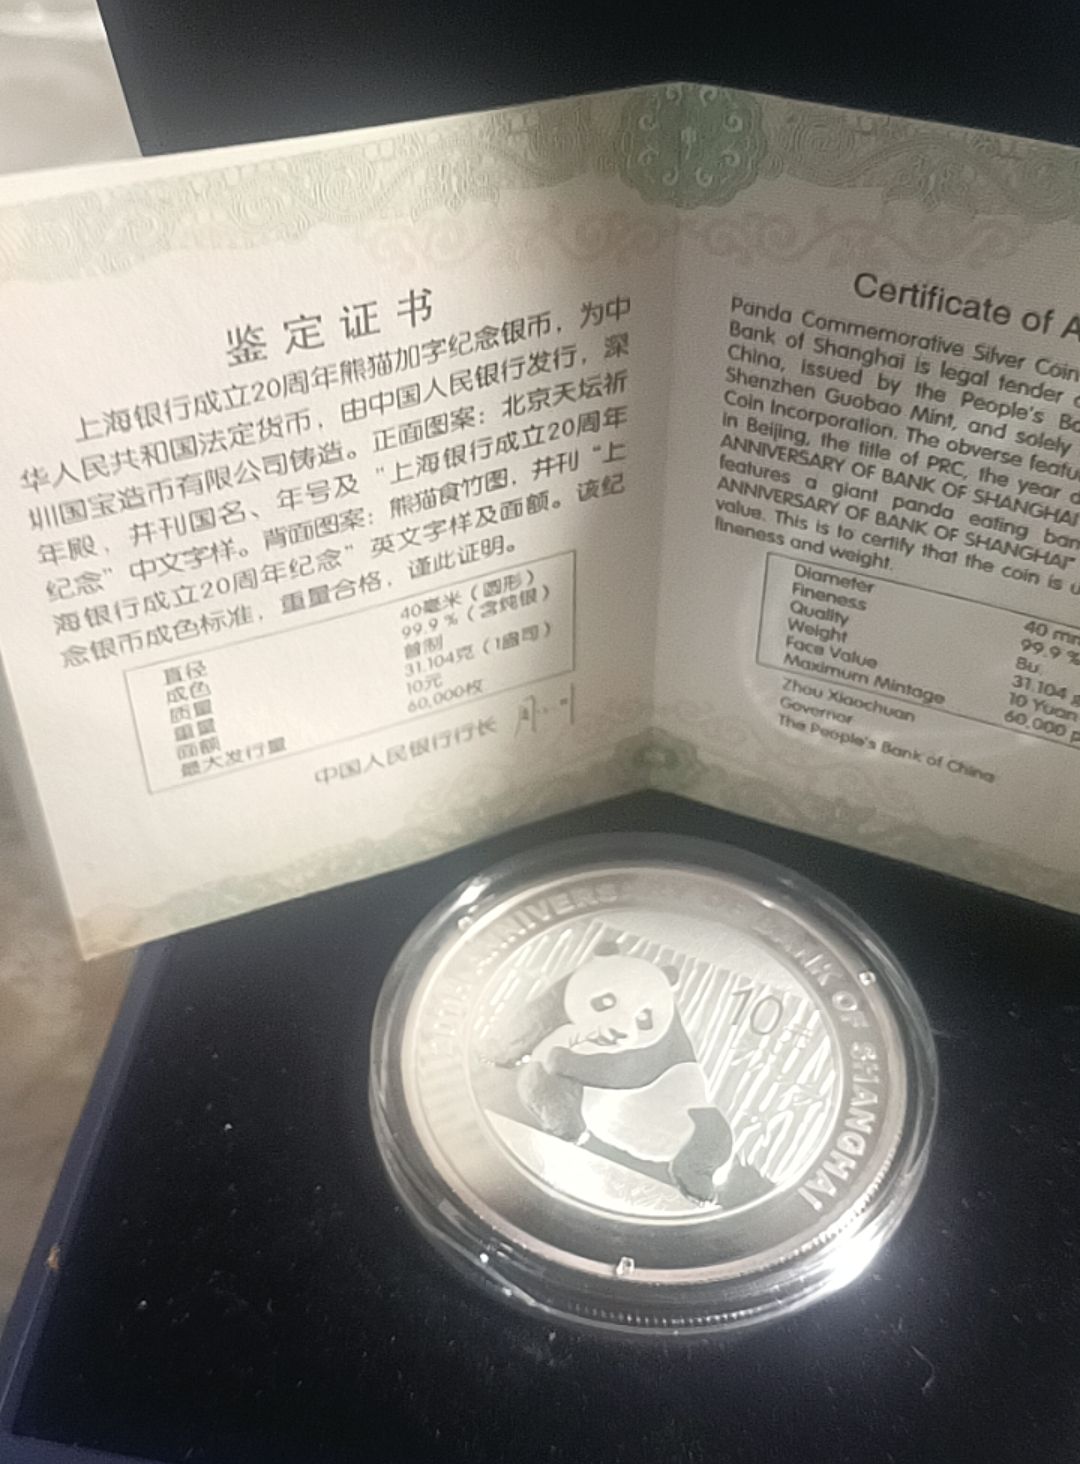 鉴定证书
上海银行成立20周年熊猫加字纪念银币，为中
华人民共和国法定货币，由中国人民银行发行，深
圳国宝造币有限公司铸造。正面图案：北京天坛祈
年殿，并刊国名、年号及“上海银行成立20周年
纪念”中文字样。背面图案：熊猫食竹图，并刊“上
海银行成立20周年纪念”英文字样及面额。该纪
念银币成色标准，重量合格，谨此证明。
直径 40毫米（圆形）
成色 99.9％（含纯银）
质量 普制
重量 31.104克（1盎司）
面额 10元
最大发行量 60,000枚
中国人民银行行长
Certificate of A
Panda Commemorative Silver Coin
Bank of Shanghai is legal tender
China, issued by the People's Ba
Shenzhen Guobao Mint, and solely
Coin Incorporation. The obverse featu
in Beijing, the title of PRC, the year o
ANNIVERSARY OF BANK OF SHANGHAI
features a giant panda eating bam
ANNIVERSARY OF BANK OF SHANGHAI"
value. This is to certify that the coin is u
fineness and weight.
Diameter 40 mm
Fineness 99.9 %
Quality Bu.
Weight 31.104 g
Face Value 10 Yuan
Maximum Mintage 60,000 p
Zhou Xiaochuan
Governor
The People's Bank of China
ANNIVERSARY OF BANK OF SHANGHAI
10元